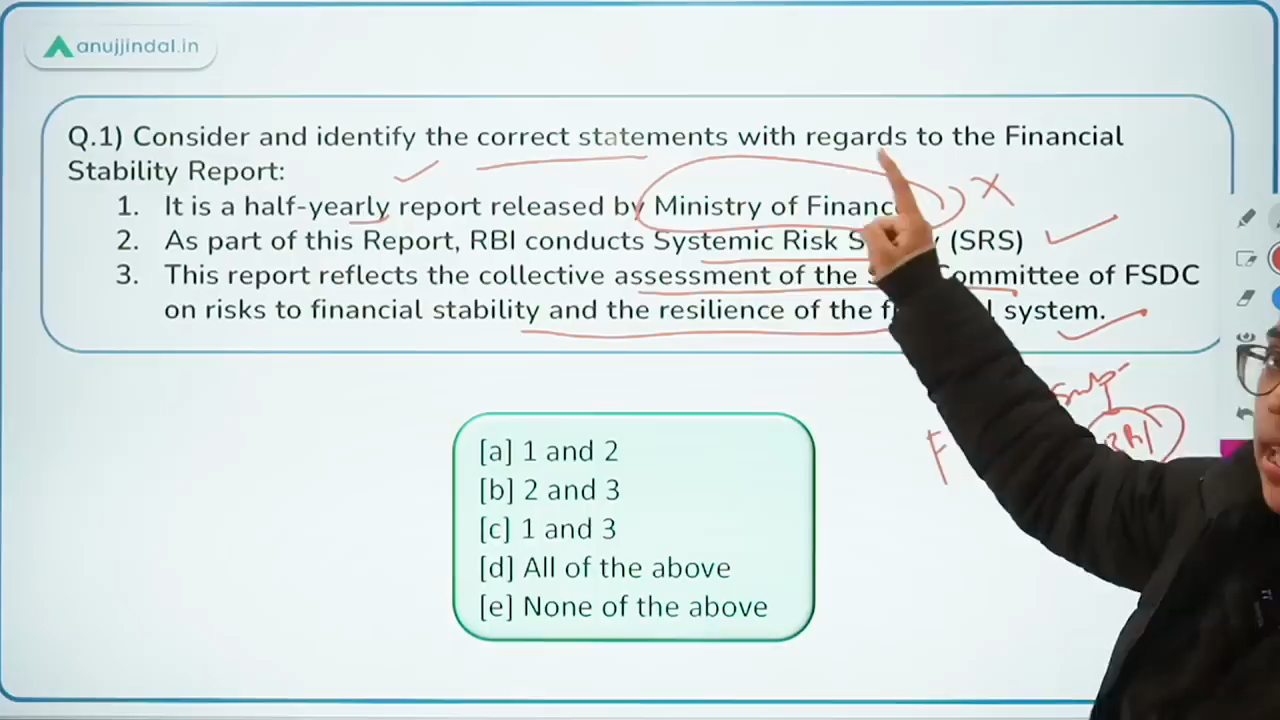 anujjindal.in
Q.1) Consider and identify the correct statements with regards to the Financial
Stability Report:
1. It is a half-yearly report released by Ministry of Financ
2. As part of this Report, RBI conducts Systemic Risk S (SRS)
3. This report reflects the collective assessment of the Committee of FSDC
on risks to financial stability and the resilience of the f system.
[a] 1 and 2
[b] 2 and 3
[c] 1 and 3
[d] All of the above
[e] None of the above
F